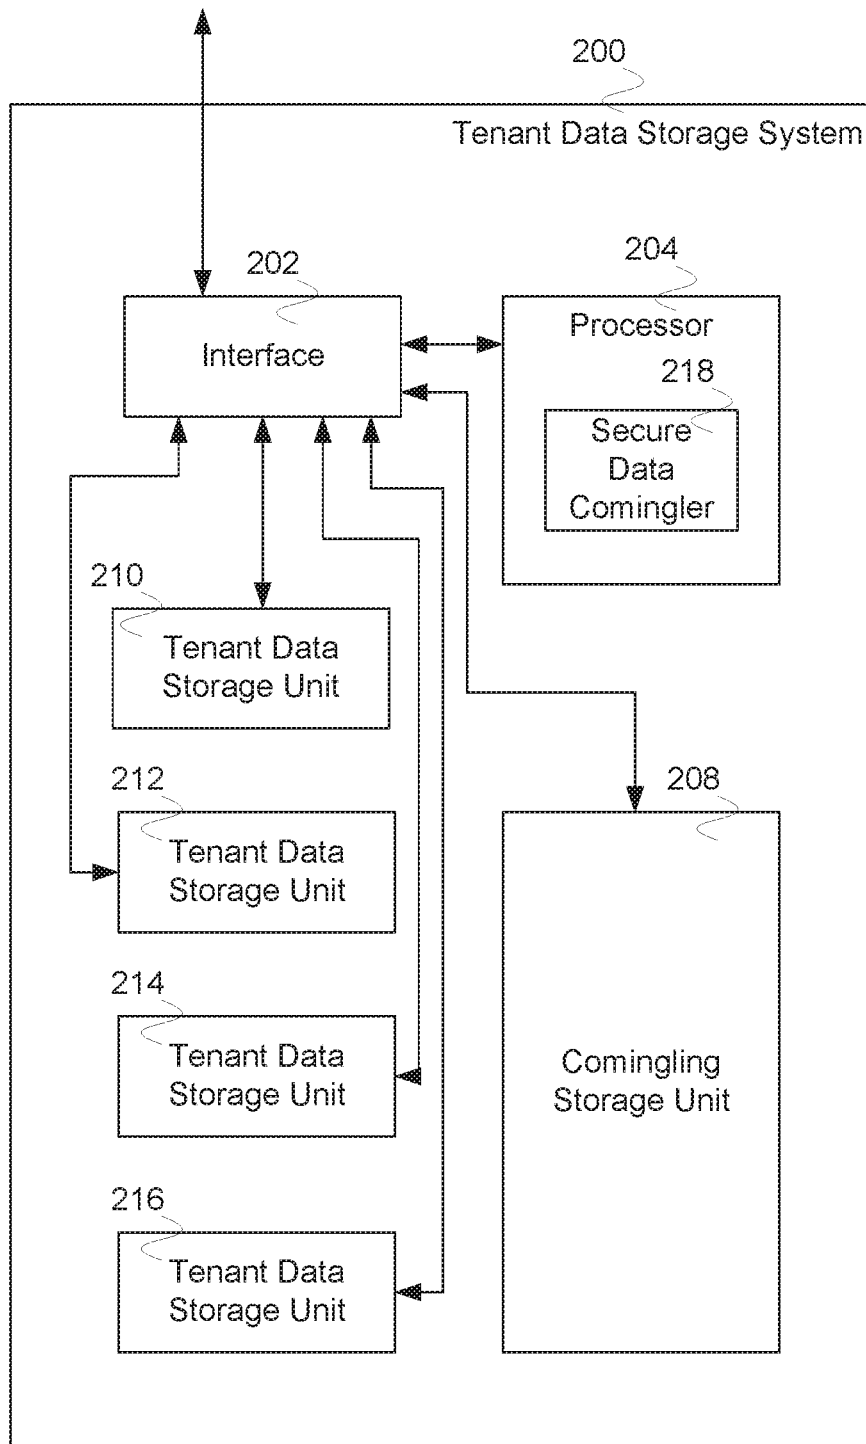 200
Tenant Data Storage System
202
Interface
204
Processor
218
Secure
Data
Comingler
210
Tenant Data
Storage Unit
212
Tenant Data
Storage Unit
208
214
Tenant Data
Storage Unit
Comingling
Storage Unit
216
Tenant Data
Storage Unit